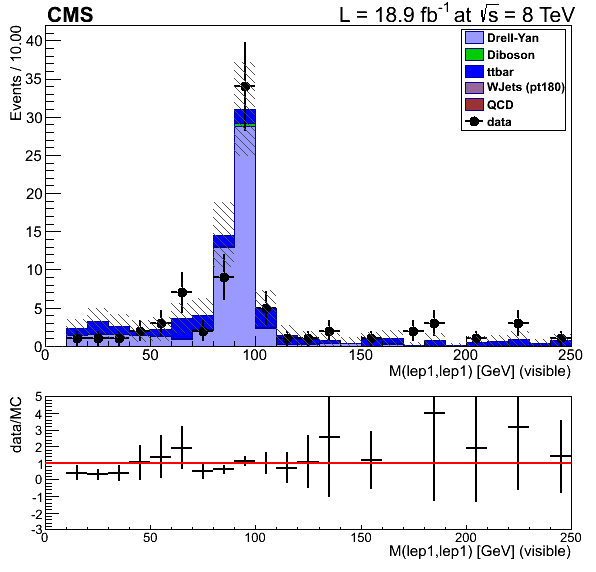 CMS L = 18.9 fb⁻¹ at √s = 8 TeV
Events / 10.00
40
35
30
25
20
15
10
5
0
Drell-Yan
Diboson
ttbar
WJets (pt180)
QCD
data
0 50 100 150 200 250
M(lep1,lep1) [GeV] (visible)
data/MC
5
4
3
2
1
0
-1
-2
-3
0 50 100 150 200 250
M(lep1,lep1) [GeV] (visible)